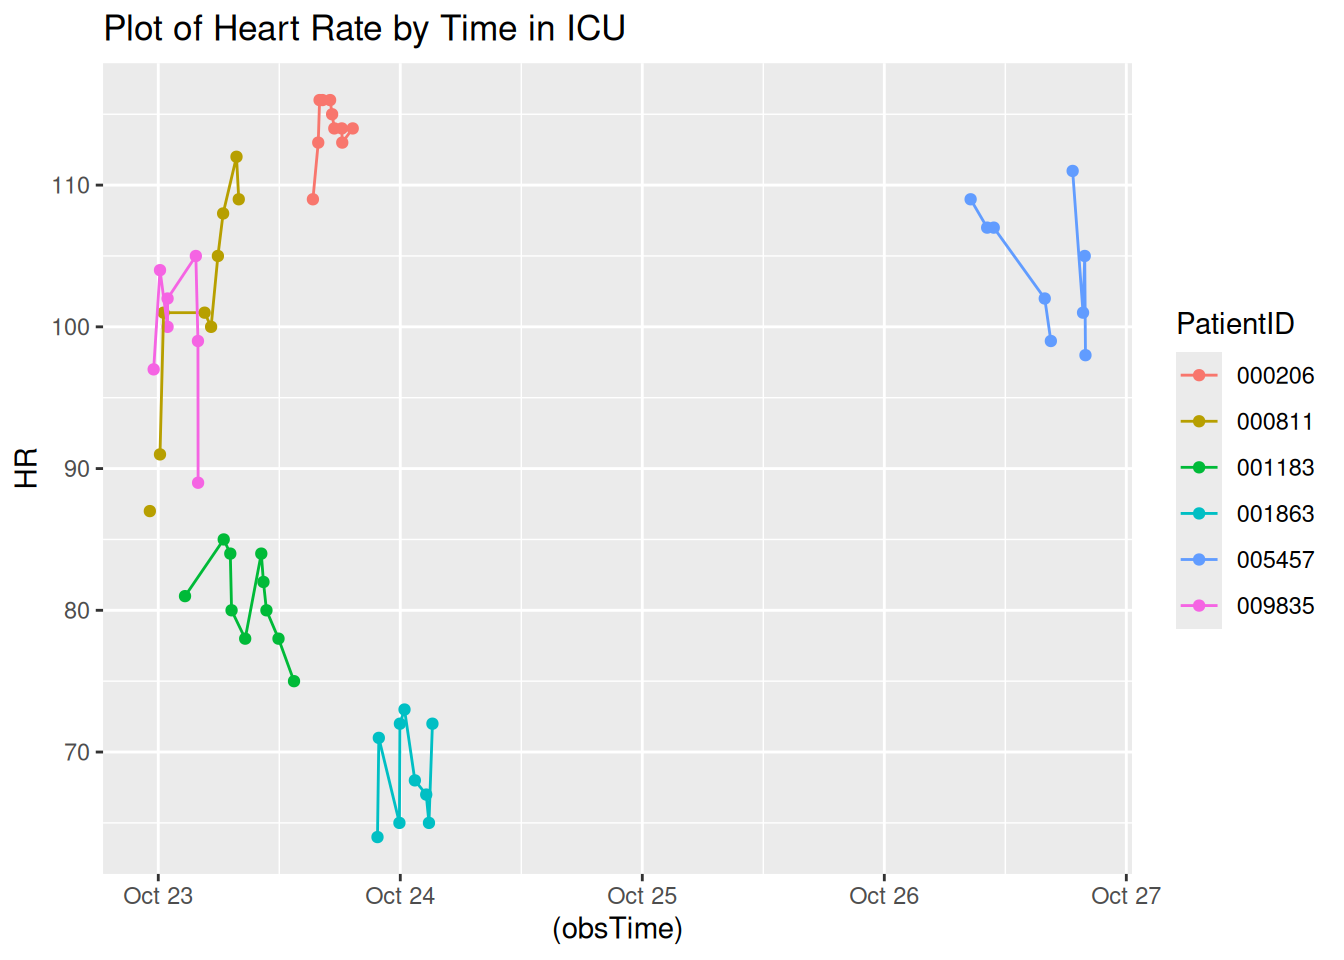 Plot of Heart Rate by Time in ICU
HR
110
100
90
80
70
Oct 23
Oct 24
Oct 25
Oct 26
Oct 27
(obsTime)
PatientID
000206
000811
001183
001863
005457
009835